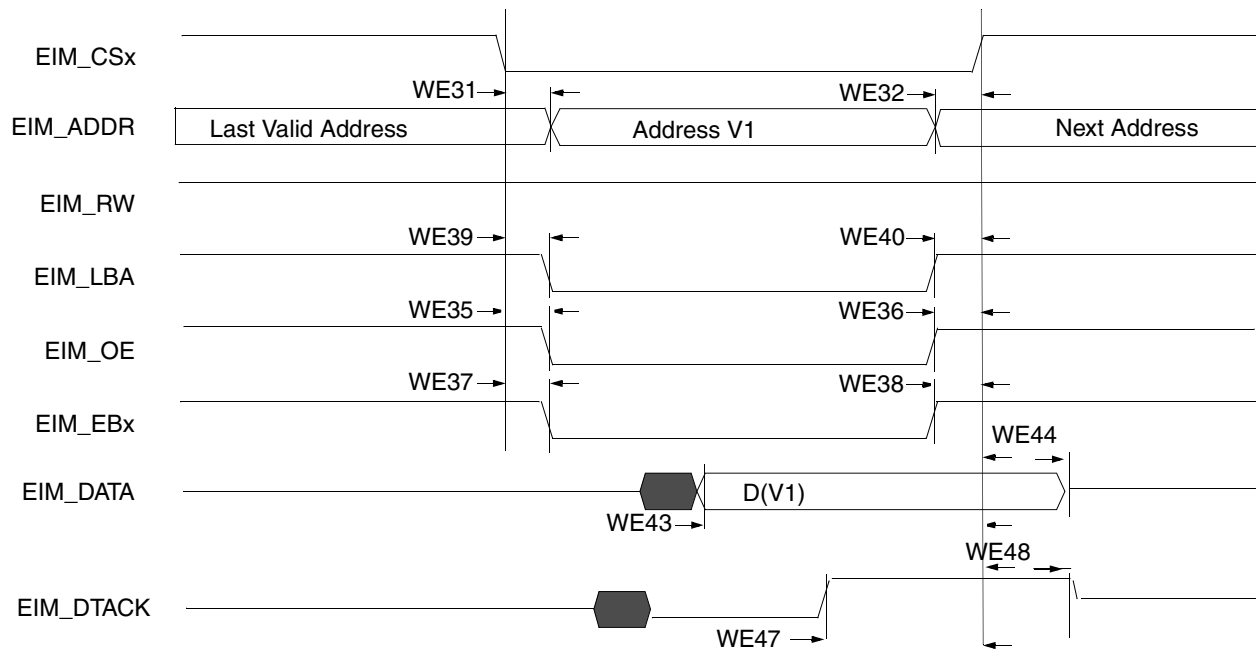 EIM_CSx
WE31
WE32
EIM_ADDR
Last Valid Address
Address V1
Next Address
EIM_RW
WE39
WE40
EIM_LBA
WE35
WE36
EIM_OE
WE37
WE38
EIM_EBx
WE44
EIM_DATA
D(V1)
WE43
WE48
EIM_DTACK
WE47